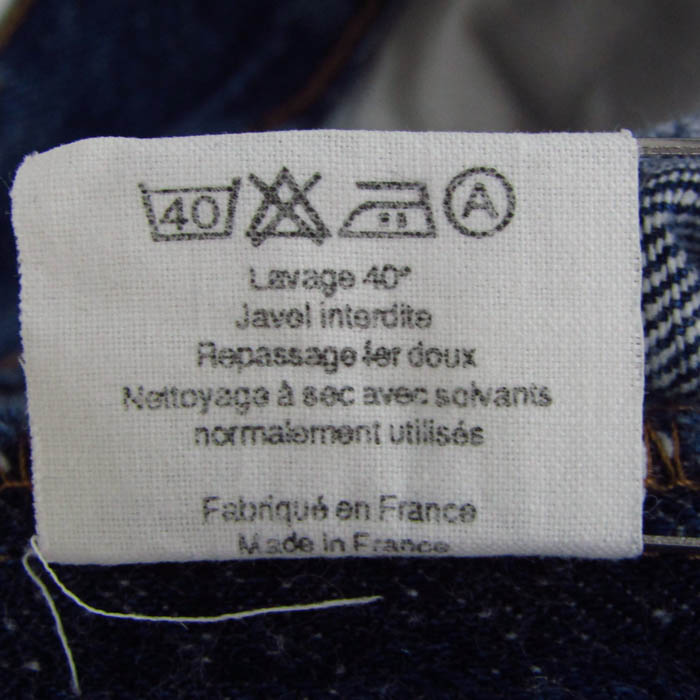 40 A
Lavage 40°
Javel interdite
Repassage fer doux
Nettoyage à sec avec solvants
normalement utilisés
Fabriqué en France
Made in France